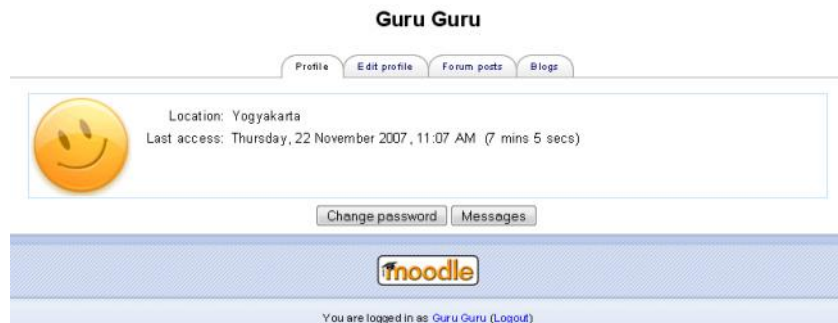 Guru Guru
Profile Edit profile Forum posts Blogs
Location: Yogyakarta
Last access: Thursday, 22 November 2007, 11:07 AM (7 mins 5 secs)
Change password Messages
moodle
You are logged in as Guru Guru (Logout)